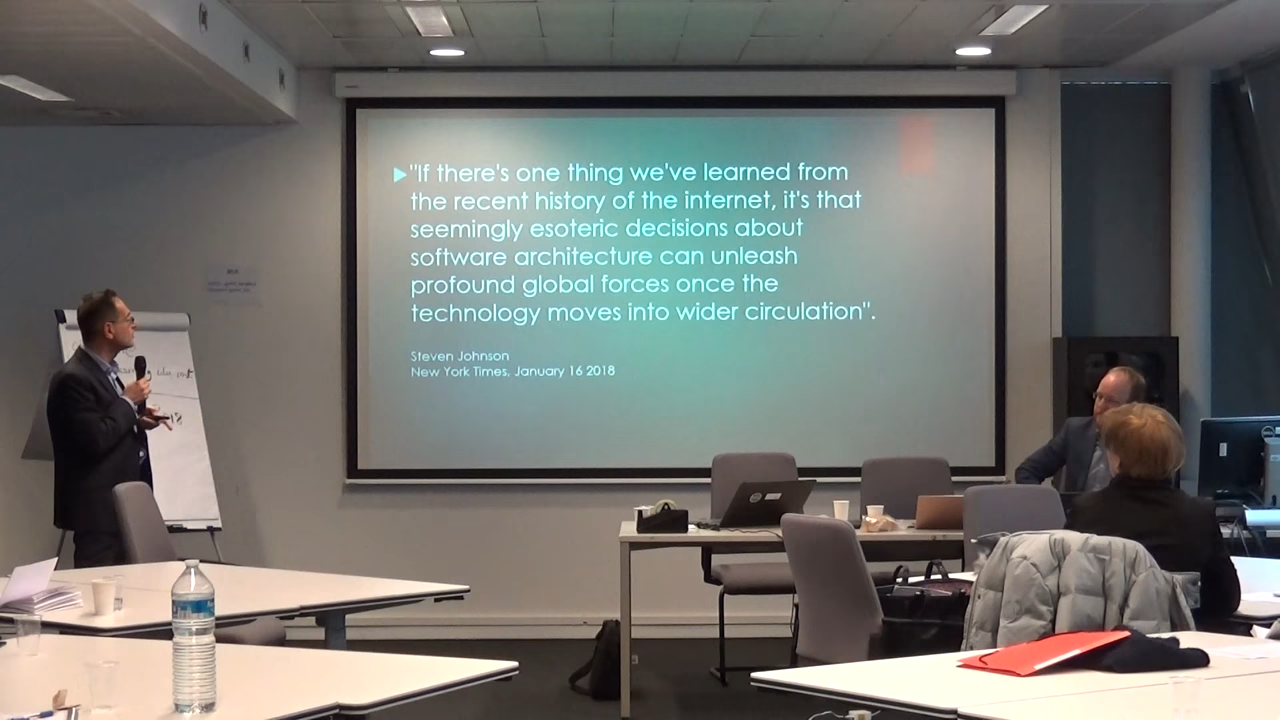 "If there's one thing we've learned from
the recent history of the internet, it's that
seemingly esoteric decisions about
software architecture can unleash
profound global forces once the
technology moves into wider circulation".
Steven Johnson
New York Times, January 16 2018